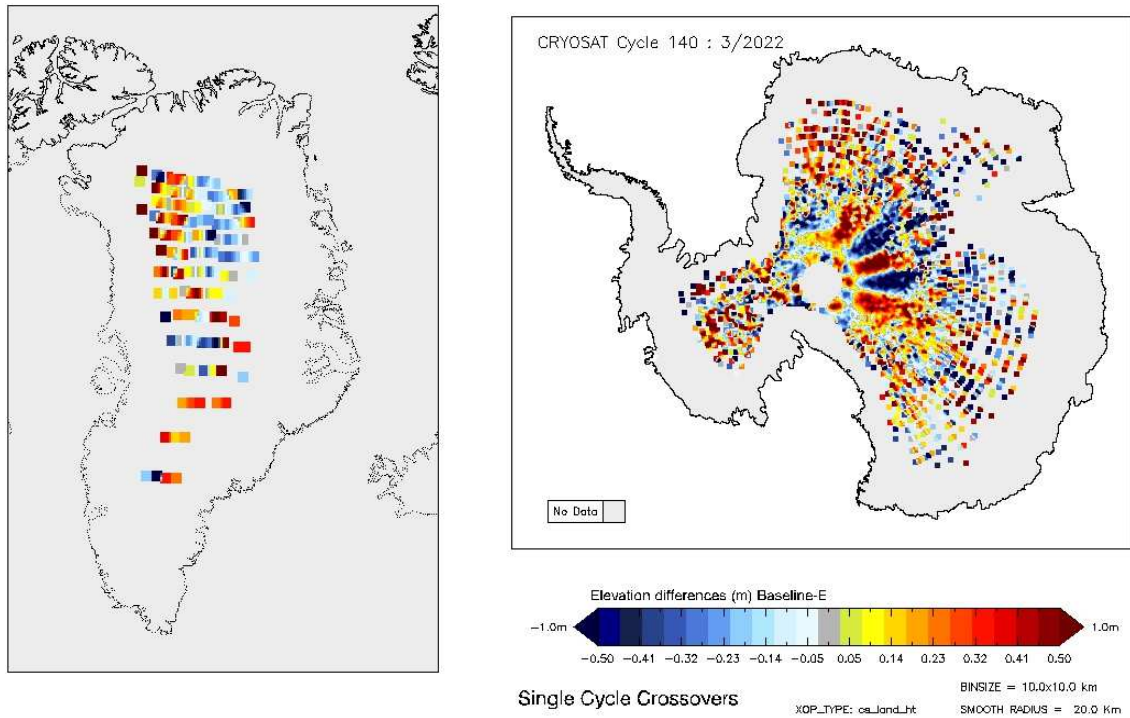 CRYOSAT Cycle 140 : 3/2022
No Data
Elevation differences (m) Baseline-E
-1.0m 1.0m
-0.50 -0.41 -0.32 -0.23 -0.14 -0.05 0.05 0.14 0.23 0.32 0.41 0.50
BINSIZE = 10.0x10.0 km
Single Cycle Crossovers
XOP_TYPE: cs_land_ht SMOOTH RADIUS = 20.0 Km